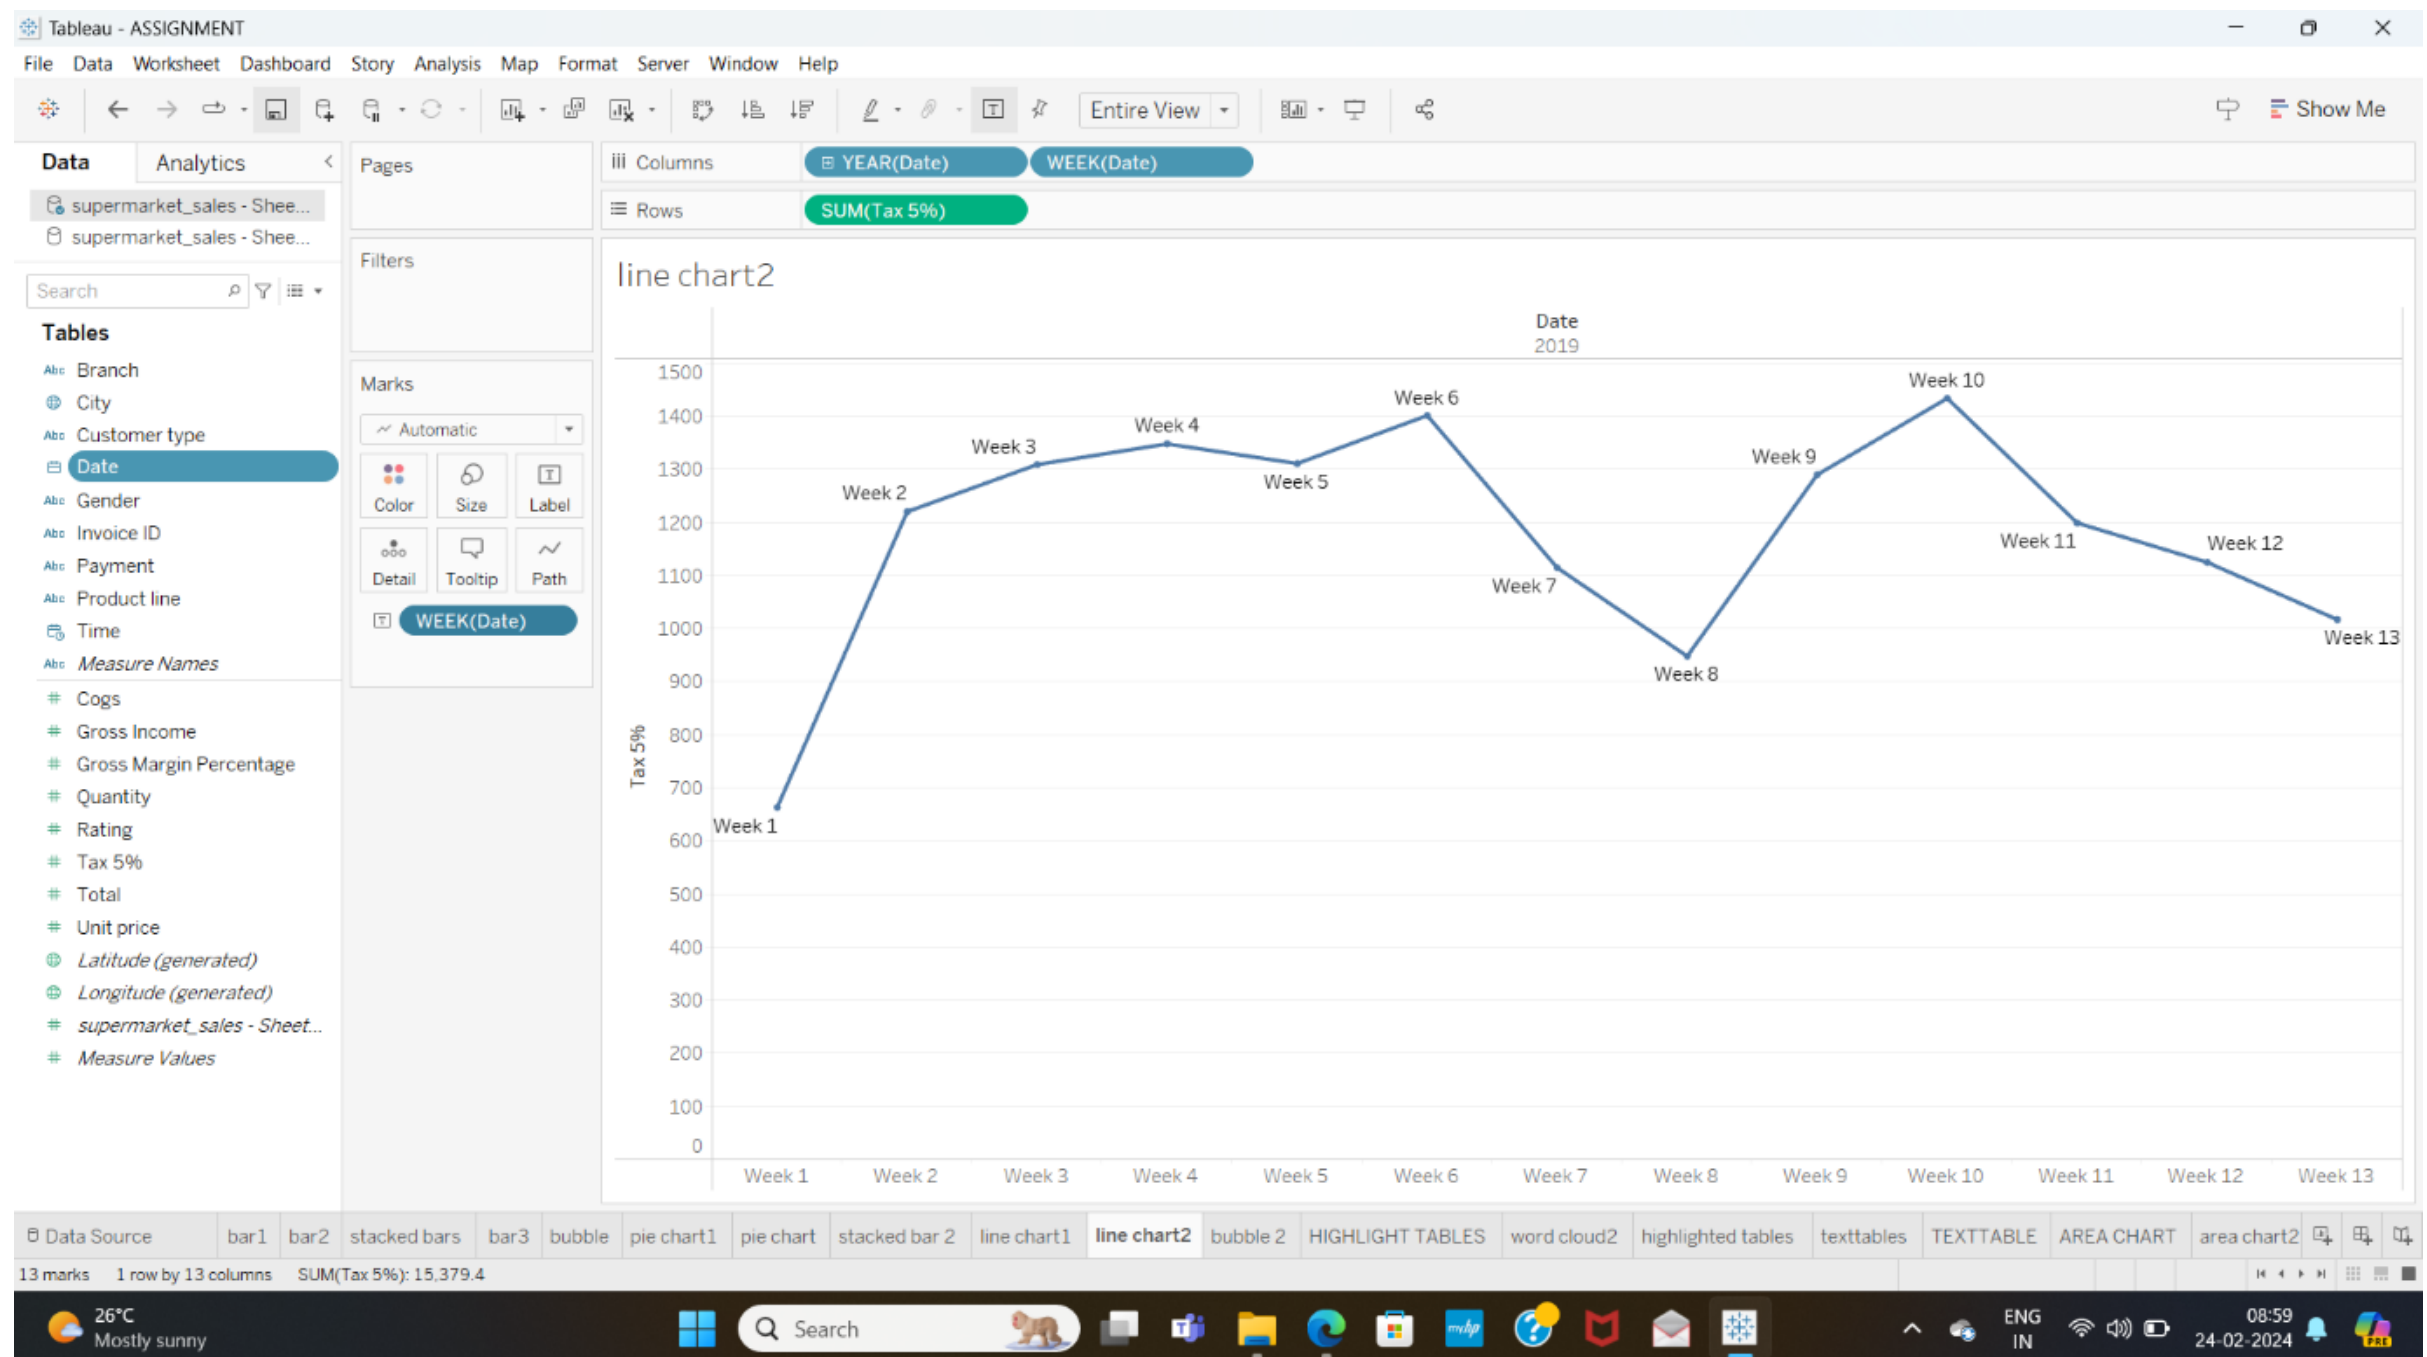 Tableau - ASSIGNMENT
File Data Worksheet Dashboard Story Analysis Map Format Server Window Help
Entire View
Show Me
Data Analytics
supermarket_sales - Shee...
supermarket_sales - Shee...
Search
Tables
Abc Branch
City
Abc Customer type
Date
Abc Gender
Abc Invoice ID
Abc Payment
Abc Product line
Time
Abc Measure Names
# Cogs
# Gross Income
# Gross Margin Percentage
# Quantity
# Rating
# Tax 5%
# Total
# Unit price
Latitude (generated)
Longitude (generated)
# supermarket_sales - Sheet...
# Measure Values
Pages
Filters
Marks
Automatic
Color Size Label
Detail Tooltip Path
WEEK(Date)
Columns YEAR(Date) WEEK(Date)
Rows SUM(Tax 5%)
line chart2
Date
2019
Tax 5%
1500
1400
1300
1200
1100
1000
900
800
700
600
500
400
300
200
100
0
Week 1
Week 2
Week 3
Week 4
Week 5
Week 6
Week 7
Week 8
Week 9
Week 10
Week 11
Week 12
Week 13
Week 1 Week 2 Week 3 Week 4 Week 5 Week 6 Week 7 Week 8 Week 9 Week 10 Week 11 Week 12 Week 13
Data Source bar1 bar2 stacked bars bar3 bubble pie chart1 pie chart stacked bar 2 line chart1 line chart2 bubble 2 HIGHLIGHT TABLES word cloud2 highlighted tables texttables TEXTTABLE AREA CHART area chart2
13 marks 1 row by 13 columns SUM(Tax 5%): 15,379.4
26°C
Mostly sunny
Search
myhp
ENG
IN
08:59
24-02-2024
PRE